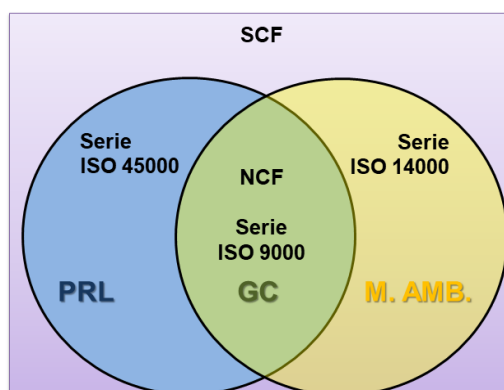 SCF
Serie
ISO 45000
Serie
ISO 14000
NCF
Serie
ISO 9000
PRL
GC
M. AMB.